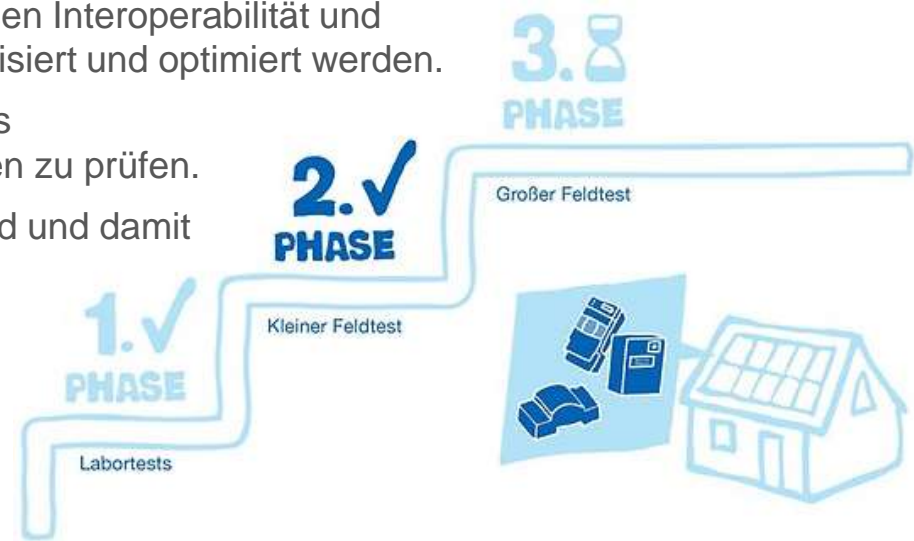 en Interoperabilität und
isiert und optimiert werden.
s
en zu prüfen.
d und damit
3.
PHASE
Großer Feldtest
2.
PHASE
Kleiner Feldtest
1.
PHASE
Labortests